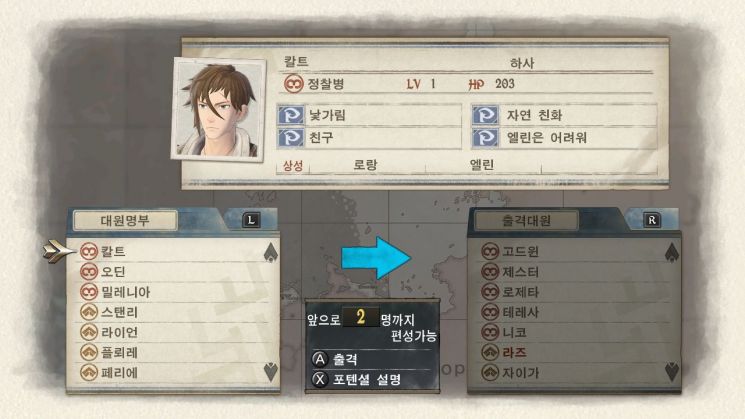 칼트 하사
정찰병 LV 1 HP 203
낯가림 자연 친화
친구 엘린은 어려워
상성 로랑 엘린
대원명부 L
칼트
오딘
밀레니아
스탠리
라이언
플뢰레
페리에
앞으로 2 명까지
편성가능
A 출격
X 포텐셜 설명
출격대원 R
고드윈
제스터
로제타
테레사
니코
라즈
자이가
op